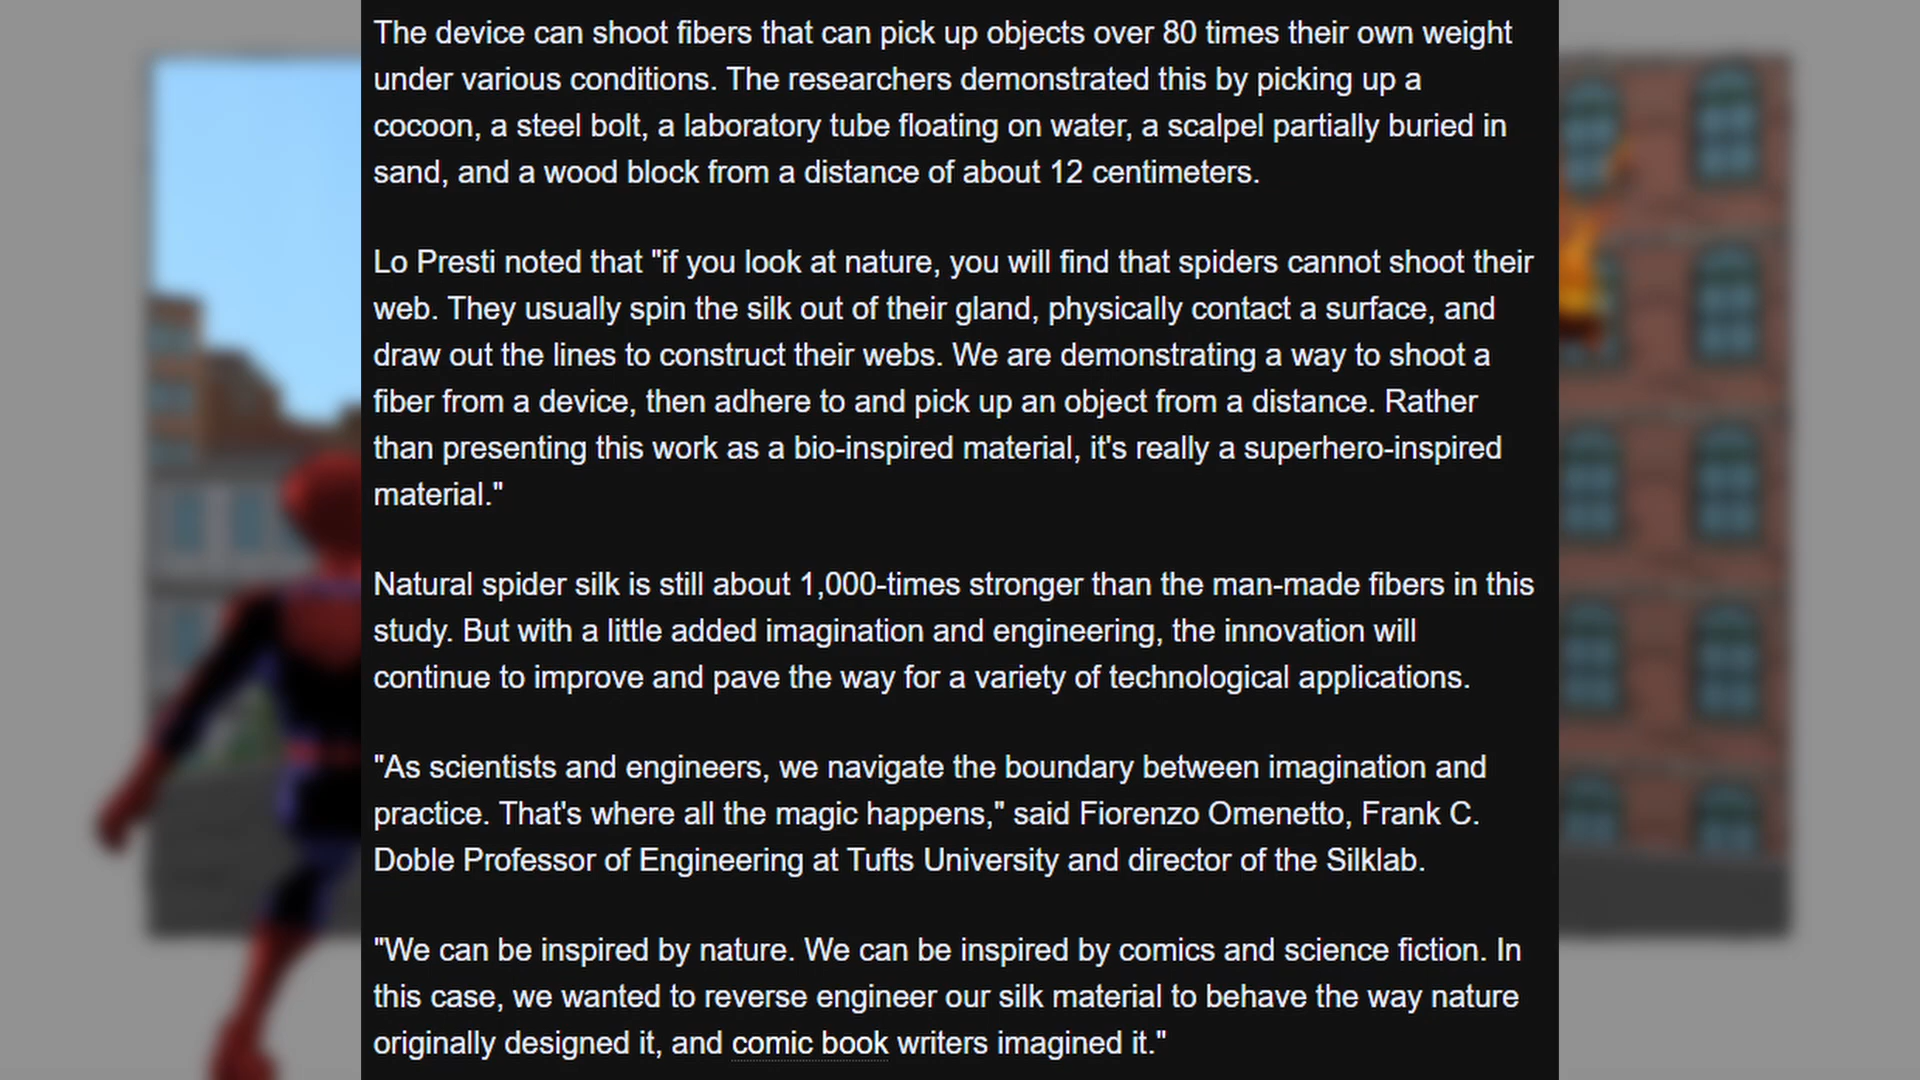 The device can shoot fibers that can pick up objects over 80 times their own weight
under various conditions. The researchers demonstrated this by picking up a
cocoon, a steel bolt, a laboratory tube floating on water, a scalpel partially buried in
sand, and a wood block from a distance of about 12 centimeters.
Lo Presti noted that "if you look at nature, you will find that spiders cannot shoot their
web. They usually spin the silk out of their gland, physically contact a surface, and
draw out the lines to construct their webs. We are demonstrating a way to shoot a
fiber from a device, then adhere to and pick up an object from a distance. Rather
than presenting this work as a bio-inspired material, it's really a superhero-inspired
material."
Natural spider silk is still about 1,000-times stronger than the man-made fibers in this
study. But with a little added imagination and engineering, the innovation will
continue to improve and pave the way for a variety of technological applications.
"As scientists and engineers, we navigate the boundary between imagination and
practice. That's where all the magic happens," said Fiorenzo Omenetto, Frank C.
Doble Professor of Engineering at Tufts University and director of the Silklab.
"We can be inspired by nature. We can be inspired by comics and science fiction. In
this case, we wanted to reverse engineer our silk material to behave the way nature
originally designed it, and comic book writers imagined it."